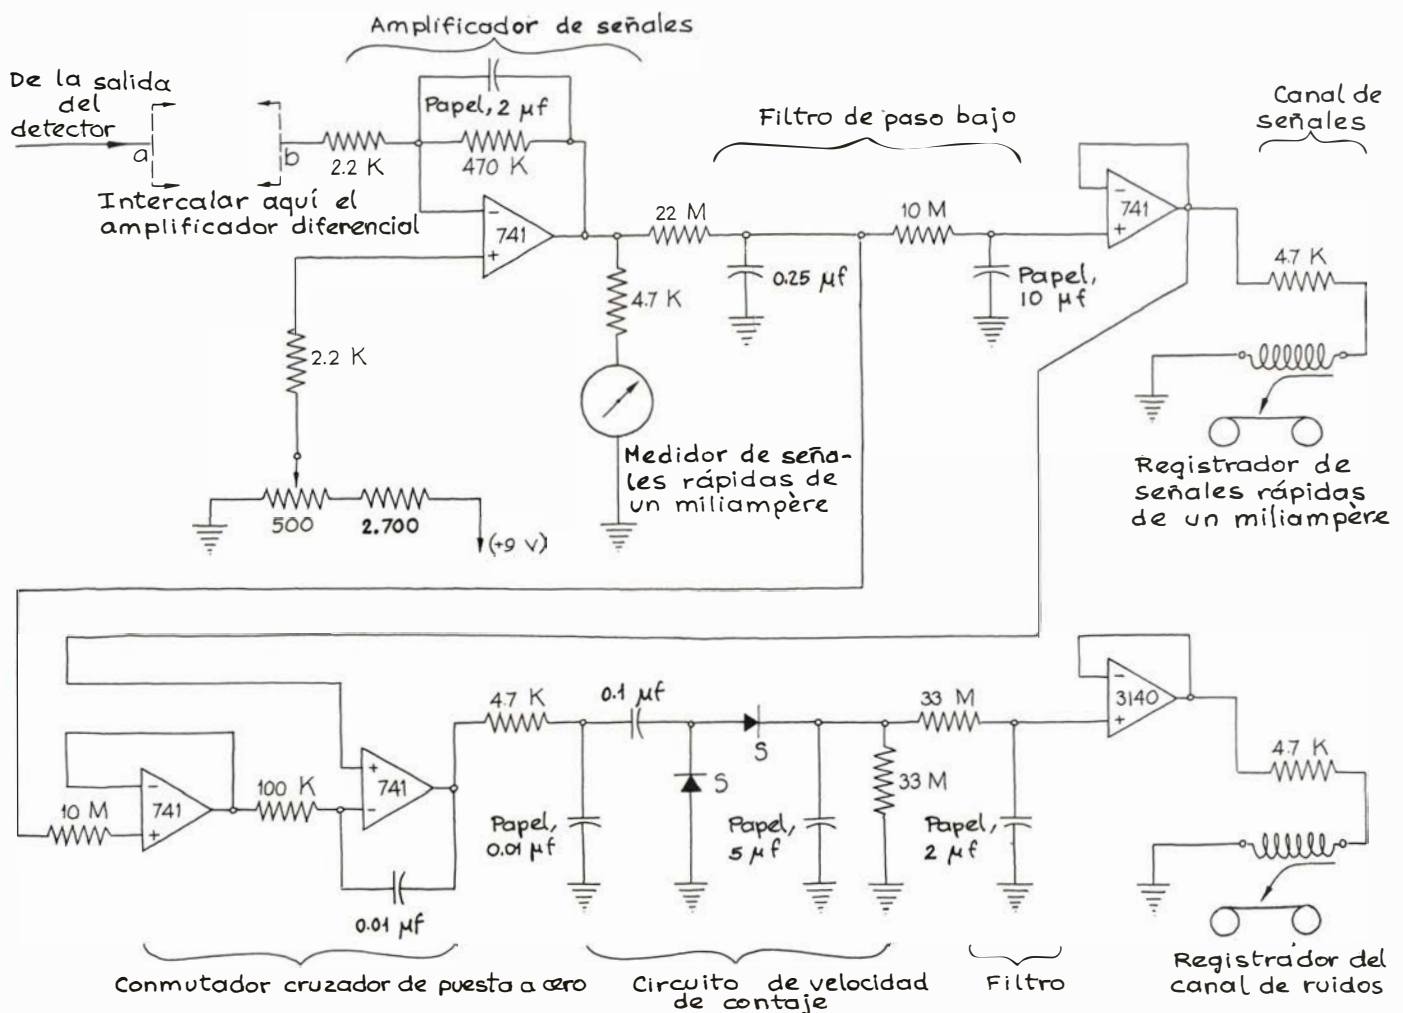 Amplificador de señales
De la salida
del
detector
a
b
Papel, 2 µf
2.2 K
470 K
Intercalar aquí el
amplificador diferencial
-
741
+
22 M
Filtro de paso bajo
10 M
0.25 µf
Papel,
10 µf
4.7 K
-
741
+
Canal de
señales
4.7 K
2.2 K
Medidor de seña-
les rápidas de
un miliampère
500
2.700
(+9 V)
Registrador de
señales rápidas
de un miliampère
10 M
-
741
+
100 K
+
741
-
0.01 µf
4.7 K
Papel,
0.01 µf
0.1 µf
S
S
Papel,
5 µf
33 M
33 M
Papel,
2 µf
-
3140
+
4.7 K
Conmutador cruzador de puesta a cero
Circuito de velocidad
de contaje
Filtro
Registrador del
canal de ruidos